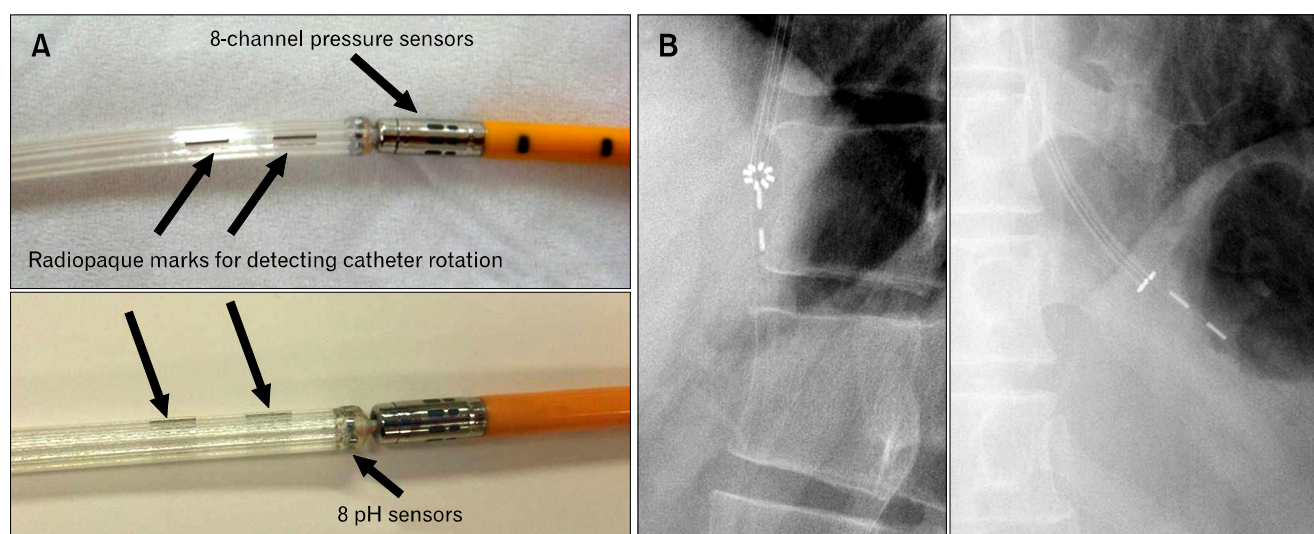 A
8-channel pressure sensors
Radiopaque marks for detecting catheter rotation
8 pH sensors
B